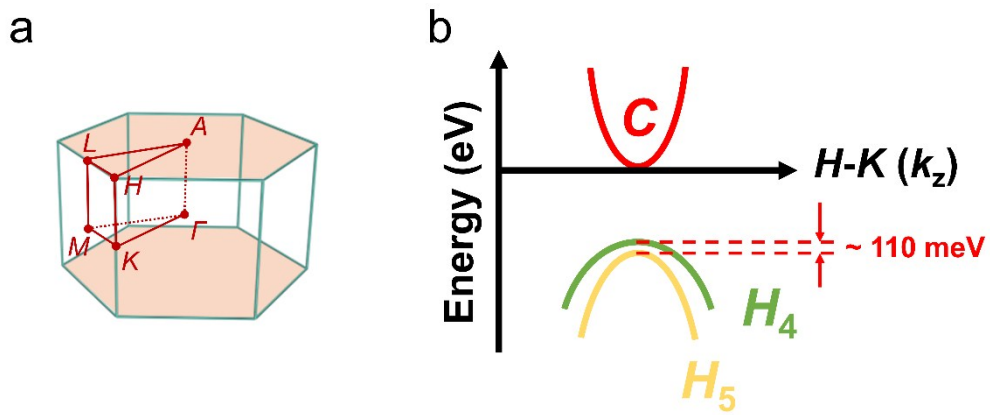 a
A
L
H
Γ
M
K
b
Energy (eV)
C
H-K (kz)
~ 110 meV
H4
H5